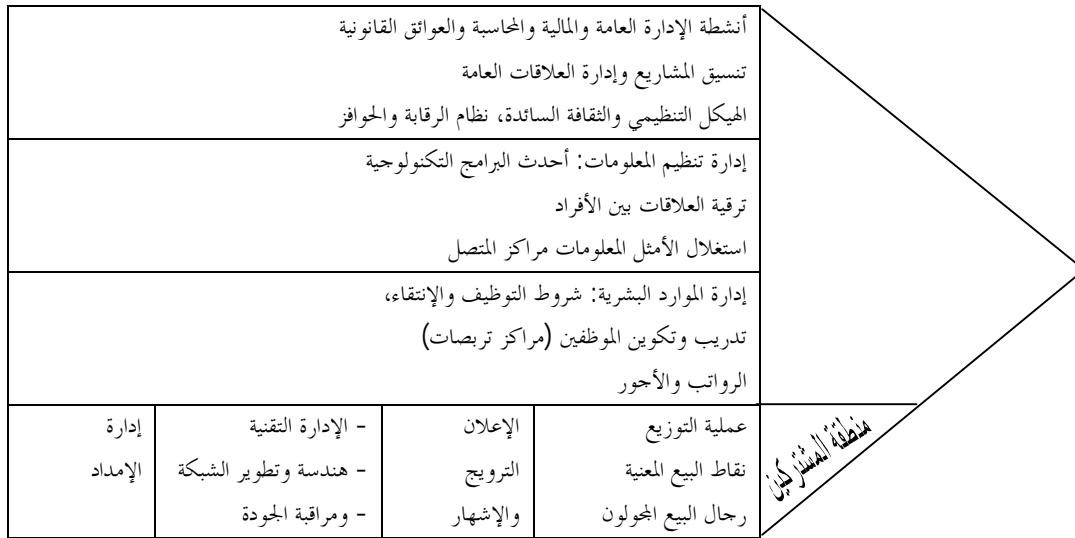 أنشطة الإدارة العامة والمالية والمحاسبة والعوائق القانونية
تنسيق المشاريع وإدارة العلاقات العامة
الهيكل التنظيمي والثقافة السائدة، نظام الرقابة والحوافز
إدارة تنظيم المعلومات: أحدث البرامج التكنولوجية
ترقية العلاقات بين الأفراد
استغلال الأمثل المعلومات مراكز المتصل
إدارة الموارد البشرية: شروط التوظيف والإنتقاء،
تدريب وتكوين الموظفين (مراكز تربصات)
الرواتب والأجور
عملية التوزيع
نقاط البيع المعنية
رجال البيع المحولون
الإعلان
الترويج
والإشهار
- الإدارة التقنية
- هندسة وتطوير الشبكة
- ومراقبة الجودة
إدارة
الإمداد
منطقة المشتركين